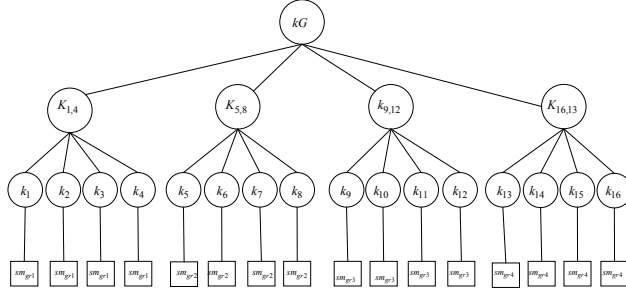 kG
K1,4 K5,8 k9,12 K16,13
k1 k2 k3 k4 k5 k6 k7 k8 k9 k10 k11 k12 k13 k14 k15 k16
smgr1 smgr1 smgr1 smgr1 smgr2 smgr2 smgr2 smgr2 smgr3 smgr3 smgr3 smgr3 smgr4 smgr4 smgr4 smgr4